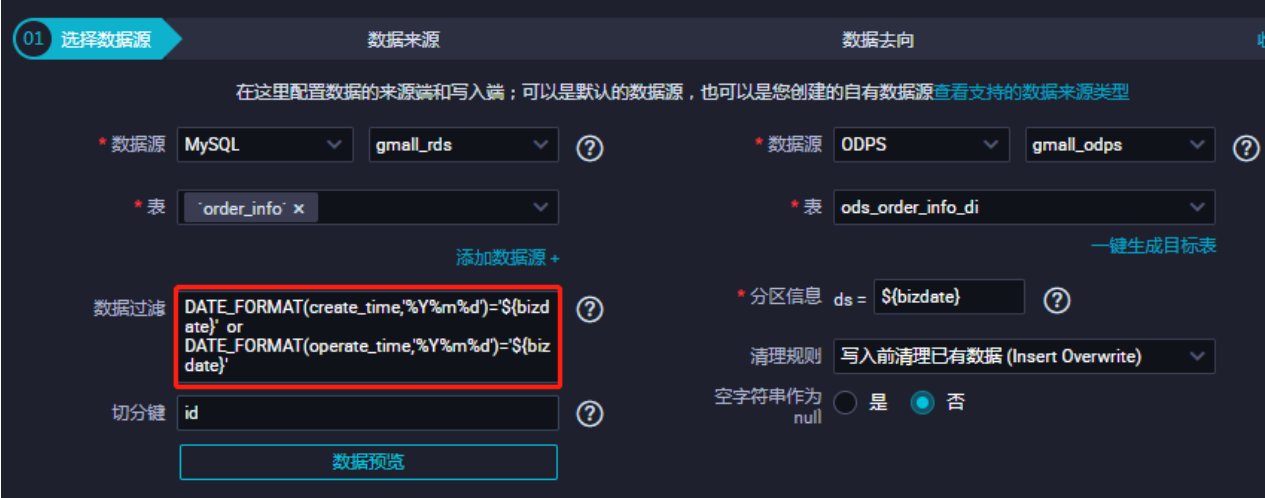 01 选择数据源
数据来源
数据去向
在这里配置数据的来源端和写入端；可以是默认的数据源，也可以是您创建的自有数据源查看支持的数据来源类型
* 数据源 MySQL gmall_rds ?
* 表 `order_info` ×
添加数据源 +
数据过滤 DATE_FORMAT(create_time,'%Y%m%d')='${bizd
ate}' or
DATE_FORMAT(operate_time,'%Y%m%d')='${biz
date}' ?
切分键 id ?
数据预览
* 数据源 ODPS gmall_odps ?
* 表 ods_order_info_di
一键生成目标表
* 分区信息 ds = ${bizdate} ?
清理规则 写入前清理已有数据 (Insert Overwrite)
空字符串作为
null 是 否